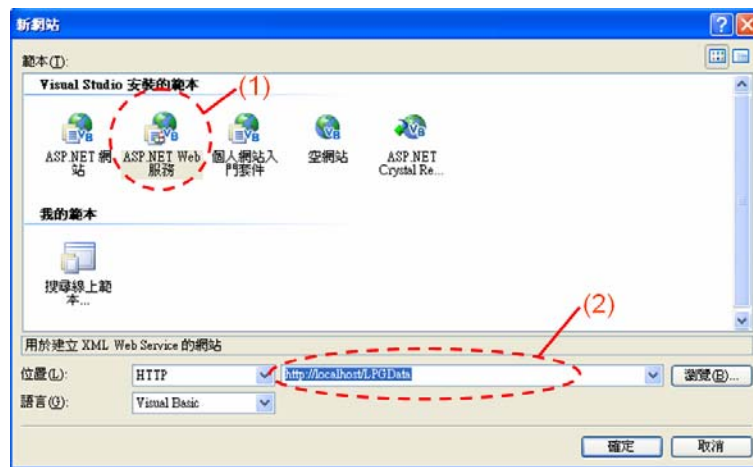 新網站
範本(T):
Visual Studio 安裝的範本
(1)
ASP.NET 網站
ASP.NET Web 服務
個人網站入門套件
空網站
ASP.NET Crystal Re...
我的範本
搜尋線上範本...
(2)
用於建立 XML Web Service 的網站
位置(L):
HTTP
http://localhost/LPGData
瀏覽(B)...
語言(G):
Visual Basic
確定
取消